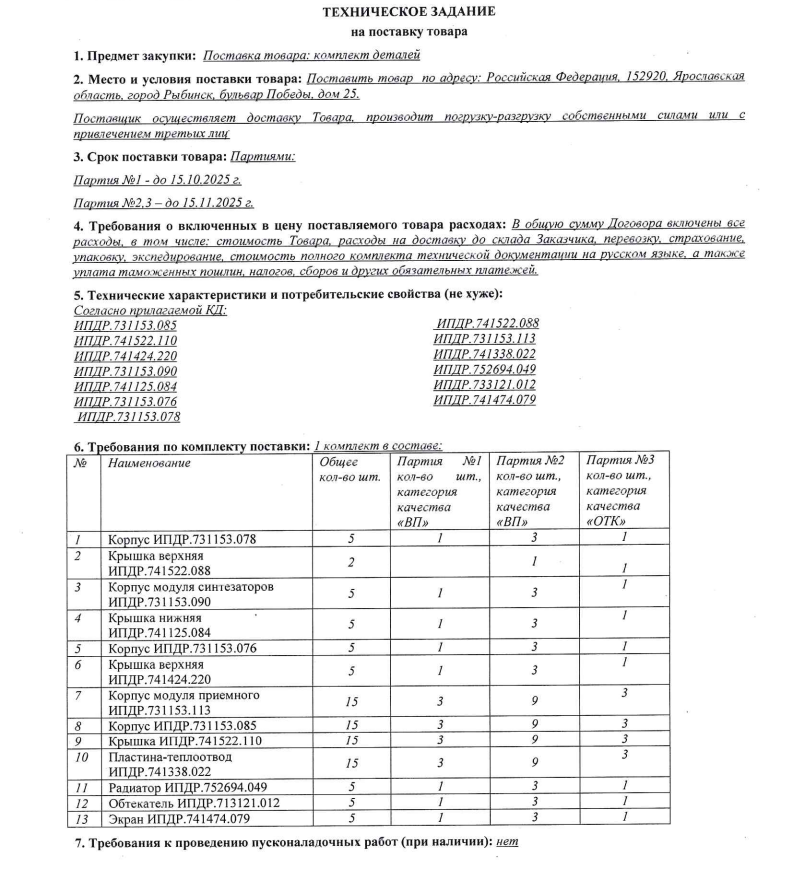 ТЕХНИЧЕСКОЕ ЗАДАНИЕ
на поставку товара
1. Предмет закупки: Поставка товара: комплект деталей
2. Место и условия поставки товара: Поставить товар по адресу: Российская Федерация, 152920, Ярославская
область, город Рыбинск, бульвар Победы, дом 25.
Поставщик осуществляет доставку Товара, производит погрузку-разгрузку собственными силами или с
привлечением третьих лиц
3. Срок поставки товара: Партиями:
Партия №1 - до 15.10.2025 г.
Партия №2,3 – до 15.11.2025 г.
4. Требования о включенных в цену поставляемого товара расходах: В общую сумму Договора включены все
расходы, в том числе: стоимость Товара, расходы на доставку до склада Заказчика, перевозку, страхование,
упаковку, экспедирование, стоимость полного комплекта технической документации на русском языке, а также
уплата таможенных пошлин, налогов, сборов и других обязательных платежей.
5. Технические характеристики и потребительские свойства (не хуже):
Согласно прилагаемой КД:
ИПДР.731153.085 ИПДР.741522.088
ИПДР.741522.110 ИПДР.731153.113
ИПДР.741424.220 ИПДР.741338.022
ИПДР.731153.090 ИПДР.752694.049
ИПДР.741125.084 ИПДР.733121.012
ИПДР.731153.076 ИПДР.741474.079
ИПДР.731153.078
6. Требования по комплекту поставки: 1 комплект в составе:
№ Наименование Общее Партия №1 Партия №2 Партия №3
кол-во шт. кол-во шт., кол-во шт., кол-во шт.,
категория категория категория
качества качества качества
«ВП» «ВП» «ОТК»
1 Корпус ИПДР.731153.078 5 1 3 1
2 Крышка верхняя
ИПДР.741522.088 2 1 1
3 Корпус модуля синтезаторов
ИПДР.731153.090 5 1 3 1
4 Крышка нижняя
ИПДР.741125.084 5 1 3 1
5 Корпус ИПДР.731153.076 5 1 3 1
6 Крышка верхняя
ИПДР.741424.220 5 1 3 1
7 Корпус модуля приемного
ИПДР.731153.113 15 3 9 3
8 Корпус ИПДР.731153.085 15 3 9 3
9 Крышка ИПДР.741522.110 15 3 9 3
10 Пластина-теплоотвод
ИПДР.741338.022 15 3 9 3
11 Радиатор ИПДР.752694.049 5 1 3 1
12 Обтекатель ИПДР.713121.012 5 1 3 1
13 Экран ИПДР.741474.079 5 1 3 1
7. Требования к проведению пусконаладочных работ (при наличии): нет